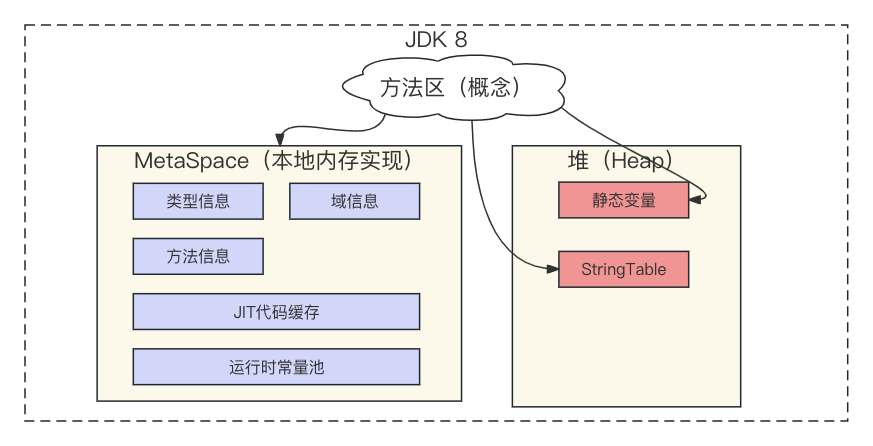 JDK 8
方法区（概念）
MetaSpace（本地内存实现）
类型信息
域信息
方法信息
JIT代码缓存
运行时常量池
堆（Heap）
静态变量
StringTable